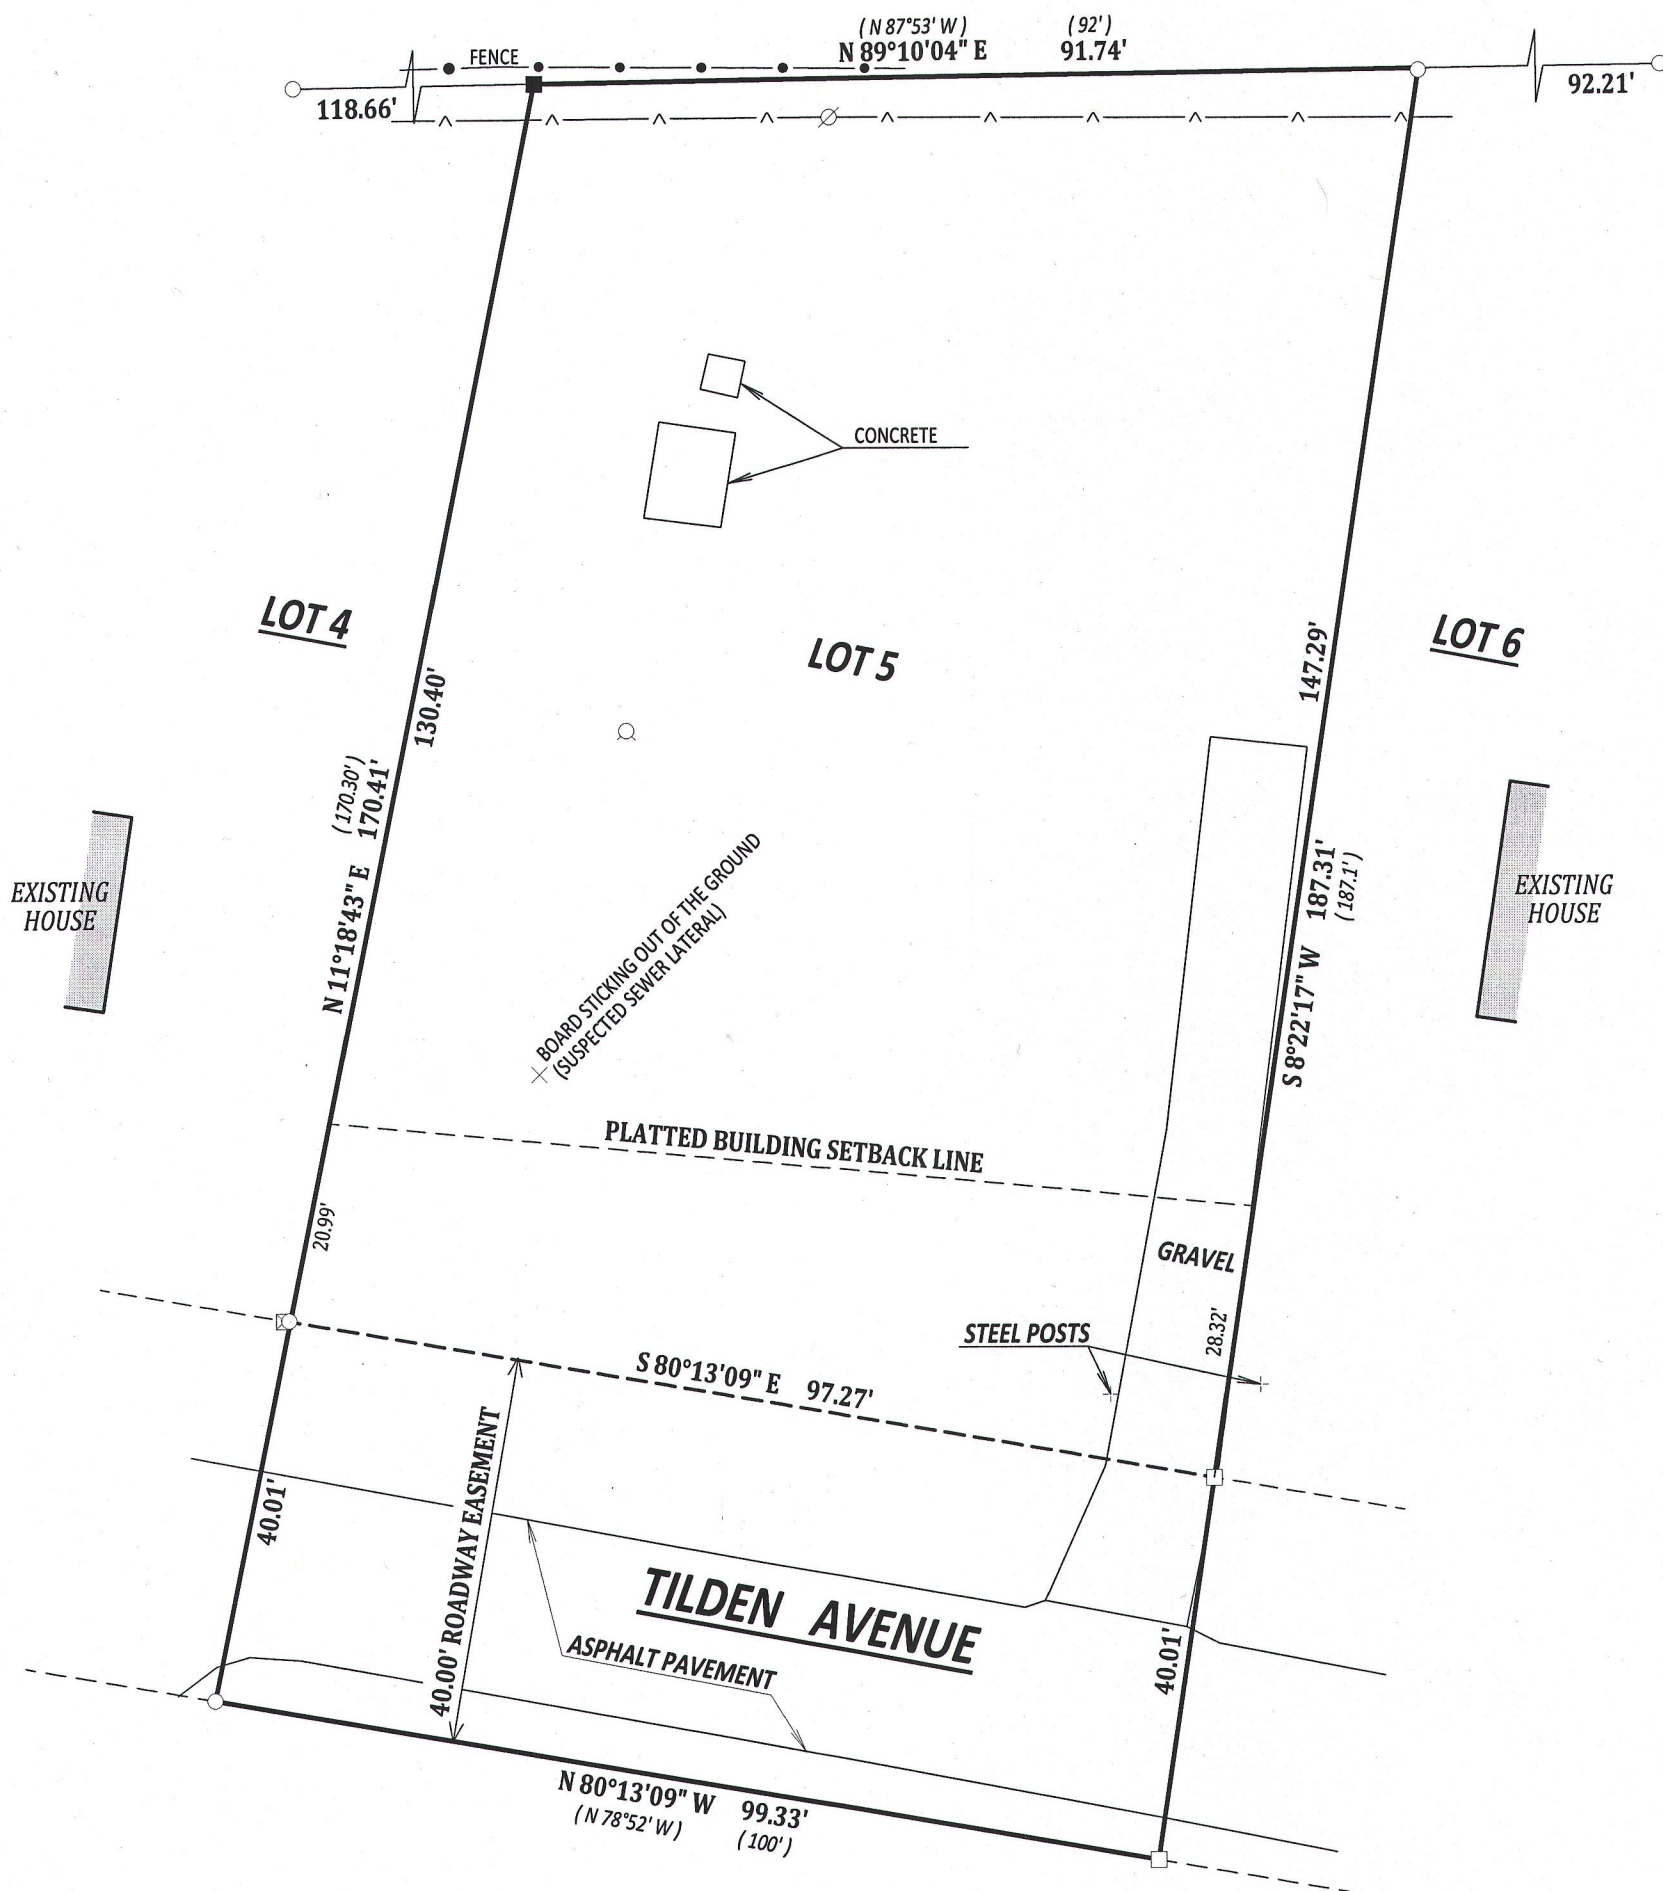 ( N 87°53' W ) ( 92' )
N 89°10'04" E 91.74'
FENCE
118.66'
92.21'
CONCRETE
LOT 4
LOT 5
LOT 6
130.40'
147.29'
( 170.30' )
N 11°18'43" E 170.41'
S 8°22'17" W 187.31'
( 187.1' )
EXISTING
HOUSE
EXISTING
HOUSE
BOARD STICKING OUT OF THE GROUND
(SUSPECTED SEWER LATERAL)
PLATTED BUILDING SETBACK LINE
20.99'
GRAVEL
28.32'
STEEL POSTS
S 80°13'09" E 97.27'
40.00' ROADWAY EASEMENT
40.01'
TILDEN AVENUE
ASPHALT PAVEMENT
40.01'
N 80°13'09" W 99.33'
( N 78°52' W ) ( 100' )